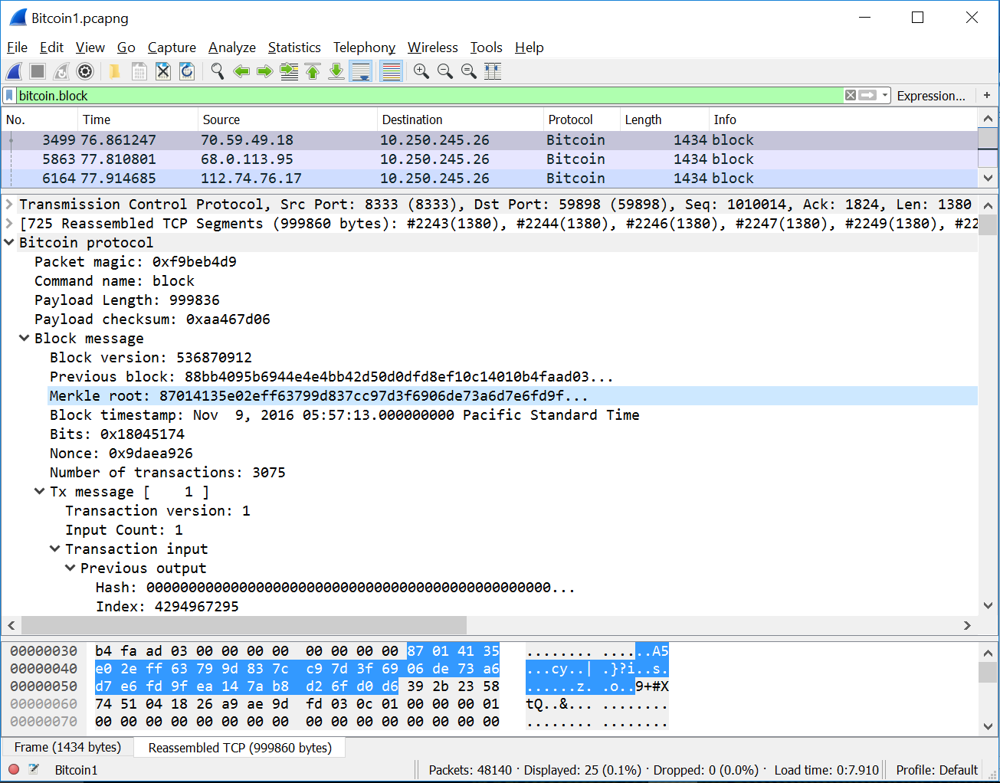 Bitcoin1.pcapng
File Edit View Go Capture Analyze Statistics Telephony Wireless Tools Help
bitcoin.block Expression... +
No. Time Source Destination Protocol Length Info
3499 76.861247 70.59.49.18 10.250.245.26 Bitcoin 1434 block
5863 77.810801 68.0.113.95 10.250.245.26 Bitcoin 1434 block
6164 77.914685 112.74.76.17 10.250.245.26 Bitcoin 1434 block
Transmission Control Protocol, Src Port: 8333 (8333), Dst Port: 59898 (59898), Seq: 1010014, Ack: 1824, Len: 1380
[725 Reassembled TCP Segments (999860 bytes): #2243(1380), #2244(1380), #2246(1380), #2247(1380), #2249(1380), #22
Bitcoin protocol
Packet magic: 0xf9beb4d9
Command name: block
Payload Length: 999836
Payload checksum: 0xaa467d06
Block message
Block version: 536870912
Previous block: 88bb4095b6944e4e4bb42d50d0dfd8ef10c14010b4faad03...
Merkle root: 87014135e02eff63799d837cc97d3f6906de73a6d7e6fd9f...
Block timestamp: Nov  9, 2016 05:57:13.000000000 Pacific Standard Time
Bits: 0x18045174
Nonce: 0x9daea926
Number of transactions: 3075
Tx message [    1 ]
Transaction version: 1
Input Count: 1
Transaction input
Previous output
Hash: 000000000000000000000000000000000000000000000000...
Index: 4294967295
00000030 b4 fa ad 03 00 00 00 00 00 00 00 00 87 01 41 35 ........ ......A5
00000040 e0 2e ff 63 79 9d 83 7c c9 7d 3f 69 06 de 73 a6 ...cy..| .}?i..s.
00000050 d7 e6 fd 9f ea 14 7a b8 d2 6f d0 d6 39 2b 23 58 ......z. .o..9+#X
00000060 74 51 04 18 26 a9 ae 9d fd 03 0c 01 00 00 00 01 tQ..&... ........
00000070 00 00 00 00 00 00 00 00 00 00 00 00 00 00 00 00 ........ ........
Frame (1434 bytes) Reassembled TCP (999860 bytes)
Bitcoin1 Packets: 48140 · Displayed: 25 (0.1%) · Dropped: 0 (0.0%) · Load time: 0:7.910 Profile: Default